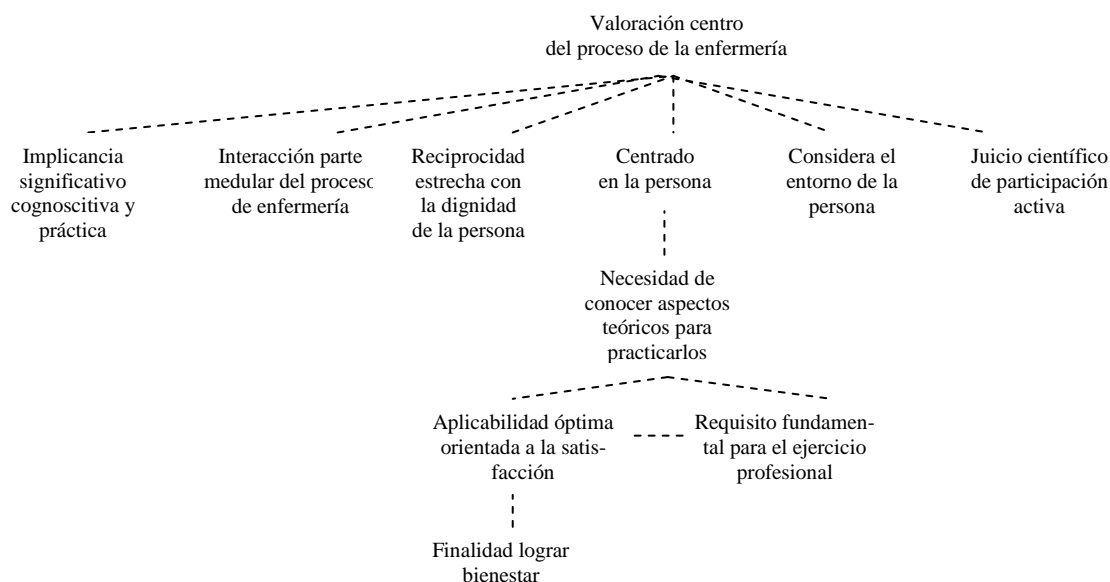 Valoración centro
del proceso de la enfermería
Implicancia
significativo
cognoscitiva y
práctica
Interacción parte
medular del proceso
de enfermería
Reciprocidad
estrecha con
la dignidad
de la persona
Centrado
en la persona
Considera el
entorno de la
persona
Juicio científico
de participación
activa
Necesidad de
conocer aspectos
teóricos para
practicarlos
Aplicabilidad óptima
orientada a la satis-
facción
Requisito fundamen-
tal para el ejercicio
profesional
Finalidad lograr
bienestar